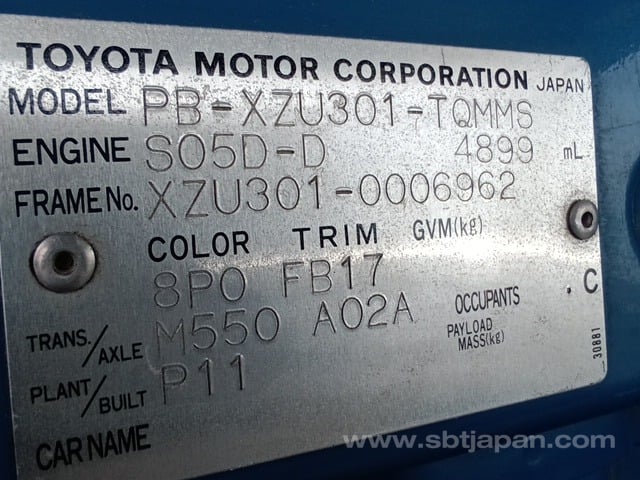 TOYOTA MOTOR CORPORATION JAPAN
MODEL PB-XZU301-TQMMS
ENGINE S05D-D 4899 mL
FRAME No. XZU301-0006962
COLOR TRIM GVM(kg)
8P0 FB17 .C
TRANS./AXLE M550 A02A OCCUPANTS
PAYLOAD MASS(kg)
PLANT/BUILT P11
CAR NAME
30881
www.sbtjapan.com